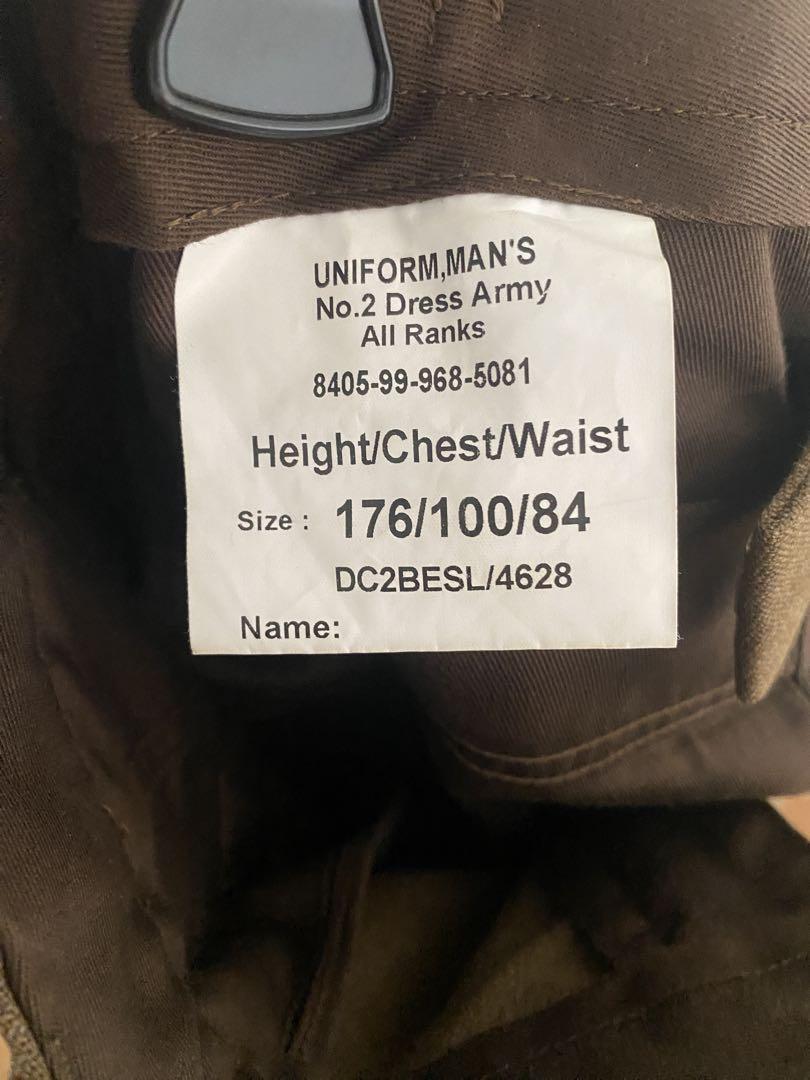 UNIFORM,MAN'S
No.2 Dress Army
All Ranks
8405-99-968-5081
Height/Chest/Waist
Size : 176/100/84
DC2BESL/4628
Name: